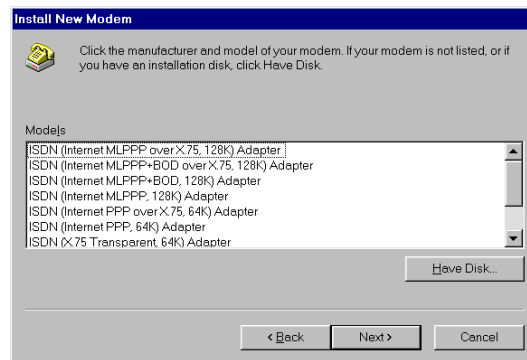 Install New Modem
Click the manufacturer and model of your modem. If your modem is not listed, or if
you have an installation disk, click Have Disk.
Models
ISDN (Internet MLPPP over X.75, 128K) Adapter
ISDN (Internet MLPPP+BOD over X.75, 128K) Adapter
ISDN (Internet MLPPP+BOD, 128K) Adapter
ISDN (Internet MLPPP, 128K) Adapter
ISDN (Internet PPP over X.75, 64K) Adapter
ISDN (Internet PPP, 64K) Adapter
ISDN (X.75 Transparent, 64K) Adapter
Have Disk...
< Back Next > Cancel